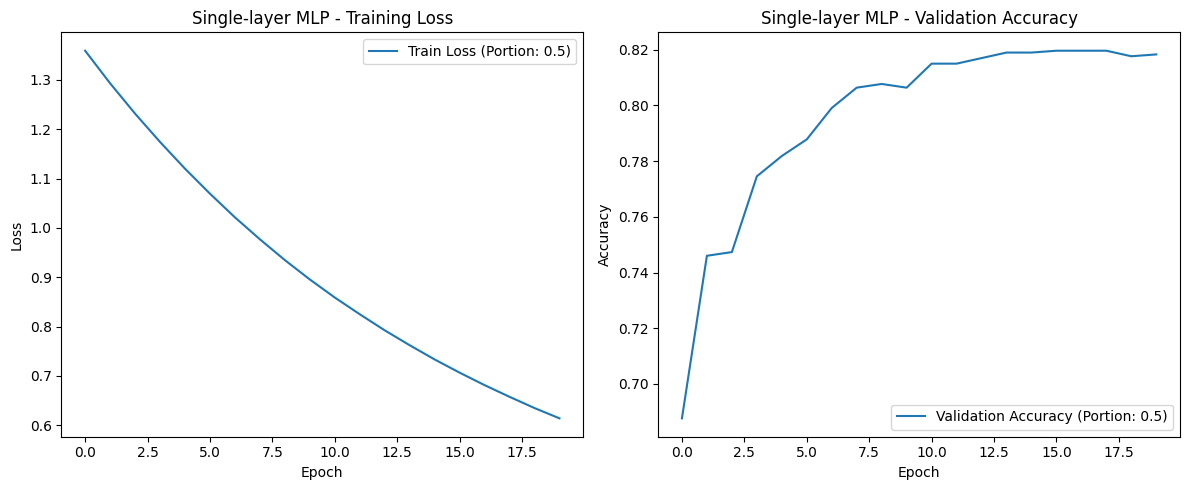 Single-layer MLP - Training Loss
Train Loss (Portion: 0.5)
1.3
1.2
1.1
1.0
0.9
0.8
0.7
0.6
Loss
0.0 2.5 5.0 7.5 10.0 12.5 15.0 17.5
Epoch
Single-layer MLP - Validation Accuracy
0.82
0.80
0.78
0.76
0.74
0.72
0.70
Accuracy
Validation Accuracy (Portion: 0.5)
0.0 2.5 5.0 7.5 10.0 12.5 15.0 17.5
Epoch